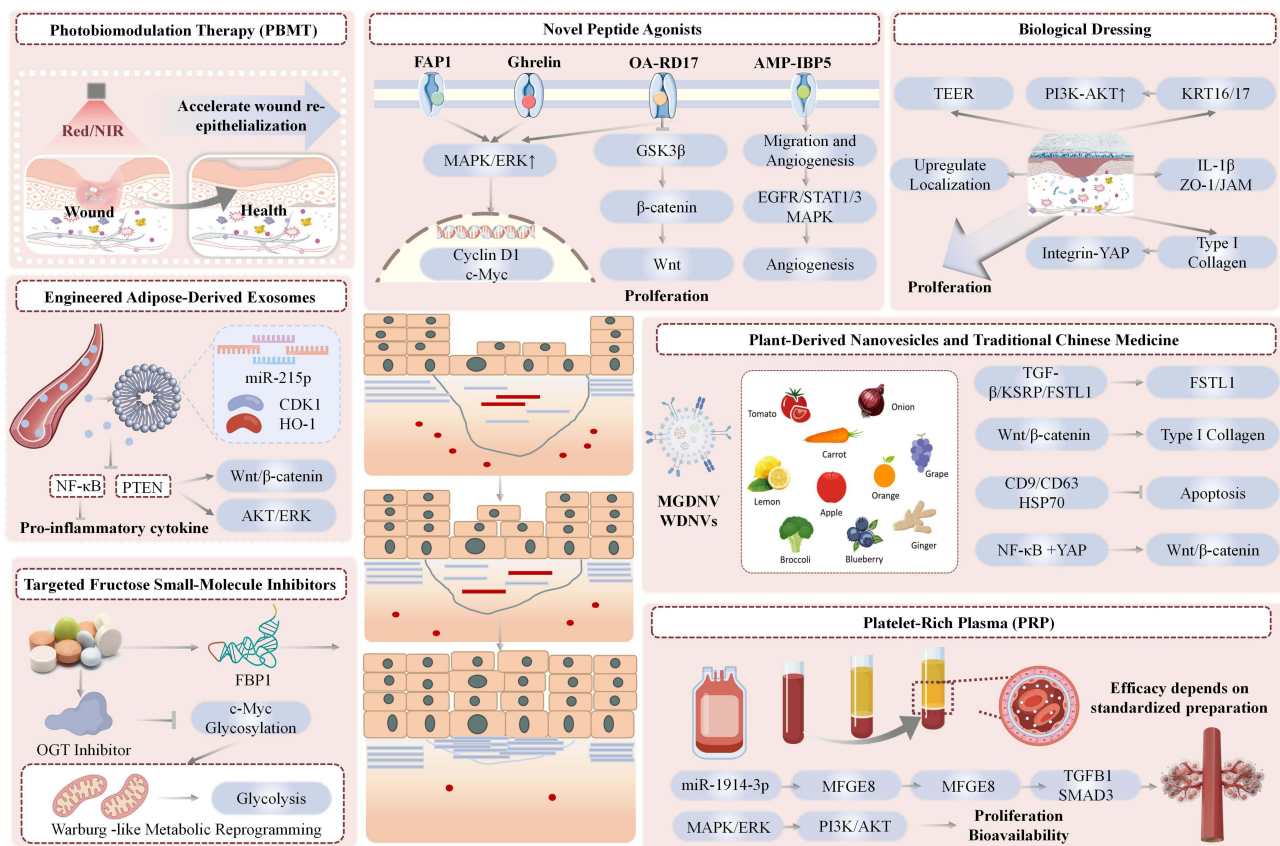 Photobiomodulation Therapy (PBMT)
Red/NIR
Accelerate wound re-
epithelialization
Wound
Health
Novel Peptide Agonists
FAP1
Ghrelin
OA-RD17
AMP-IBP5
MAPK/ERK↑
GSK3β
Migration and
Angiogenesis
β-catenin
EGFR/STAT1/3
MAPK
Cyclin D1
c-Myc
Wnt
Angiogenesis
Prolferation
Biological Dressing
TEER
PI3K-AKT↑
KRT16/17
Upregulate
Localization
IL-1β
ZO-1/JAM
Integrin-YAP
Type I
Collagen
Prolferation
Engineered Adipose-Derived Exosomes
miR-215p
CDK1
HO-1
NF-κB
PTEN
Wnt/β-catenin
AKT/ERK
Pro-inflammatory cytokine
Plant-Derived Nanovesicles and Traditional Chinese Medicine
MGDNV
WDNVs
Tomato
Onion
Carrot
Grape
Lemon
Apple
Orange
Broccoli
Blueberry
Ginger
TGF-
β/KSRP/FSTL1
FSTL1
Wnt/β-catenin
Type I Collagen
CD9/CD63
HSP70
Apoptosis
NF-κB +YAP
Wnt/β-catenin
Targeted Fructose Small-Molecule Inhibitors
FBP1
OGT Inhibitor
c-Myc
Glycosylation
Glycolysis
Warburg -like Metabolic Reprogramming
Platelet-Rich Plasma (PRP)
Efficacy depends on
standardized preparation
miR-1914-3p
MFGE8
MFGE8
TGFB1
SMAD3
MAPK/ERK
PI3K/AKT
Proliferation
Bioavailability